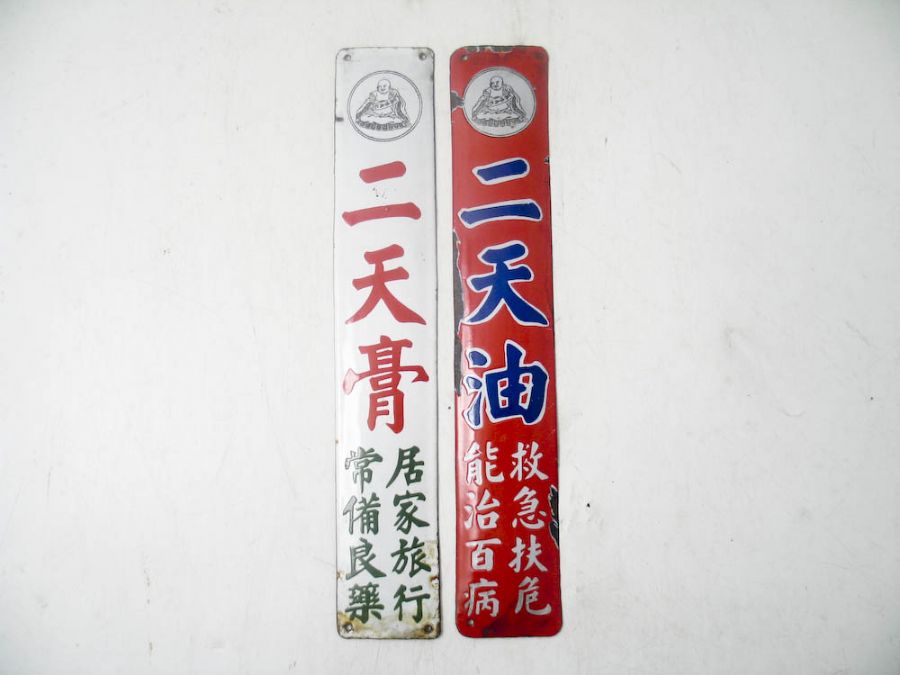 二天油
救急扶危
能治百病
二天膏
居家旅行
常備良藥